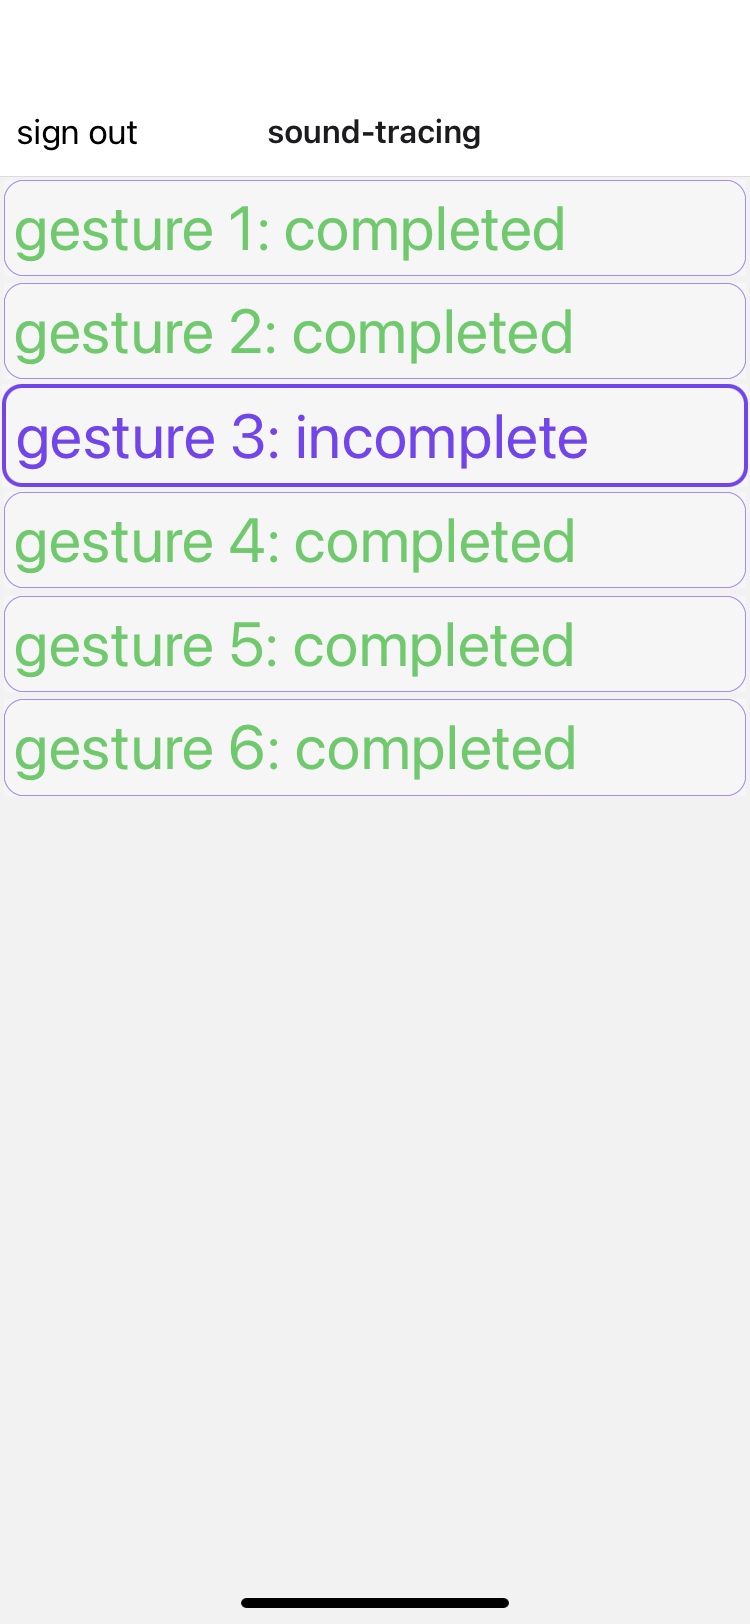 sign out
sound-tracing
gesture 1: completed
gesture 2: completed
gesture 3: incomplete
gesture 4: completed
gesture 5: completed
gesture 6: completed